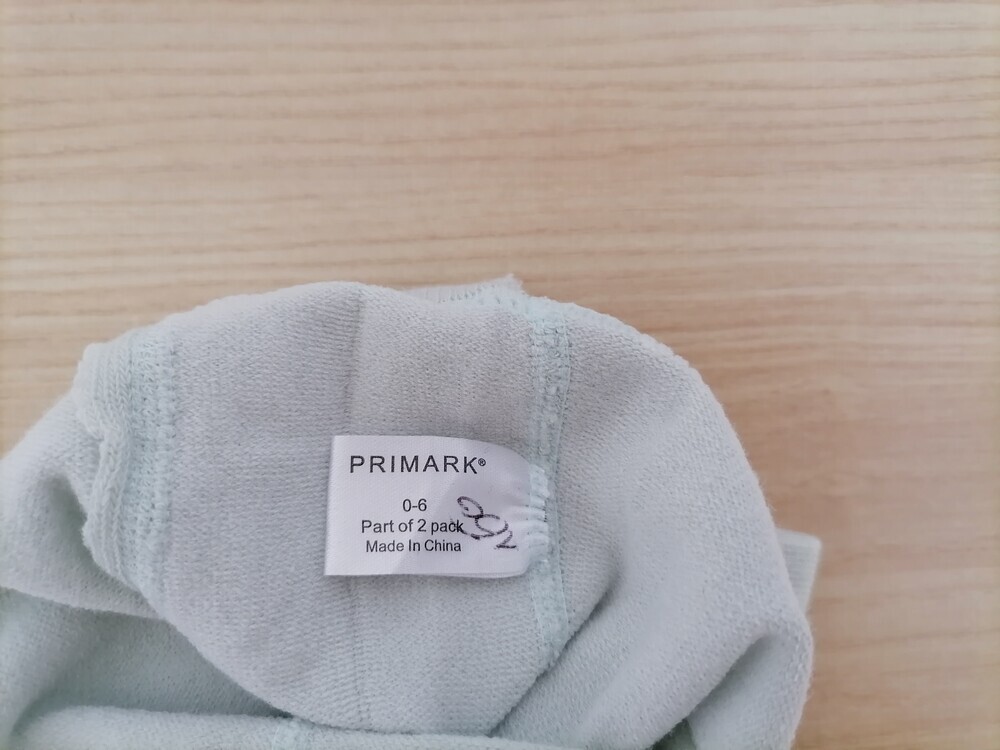 PRIMARK®
0-6
Part of 2 pack
Made In China